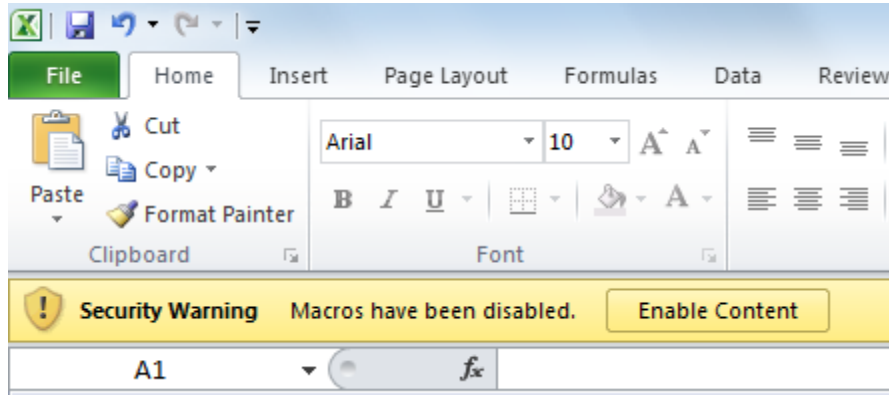 File Home Insert Page Layout Formulas Data Review
Cut
Arial 10 A A
Copy
Paste
B I U A
Format Painter
Clipboard Font
! Security Warning Macros have been disabled. Enable Content
A1 fx